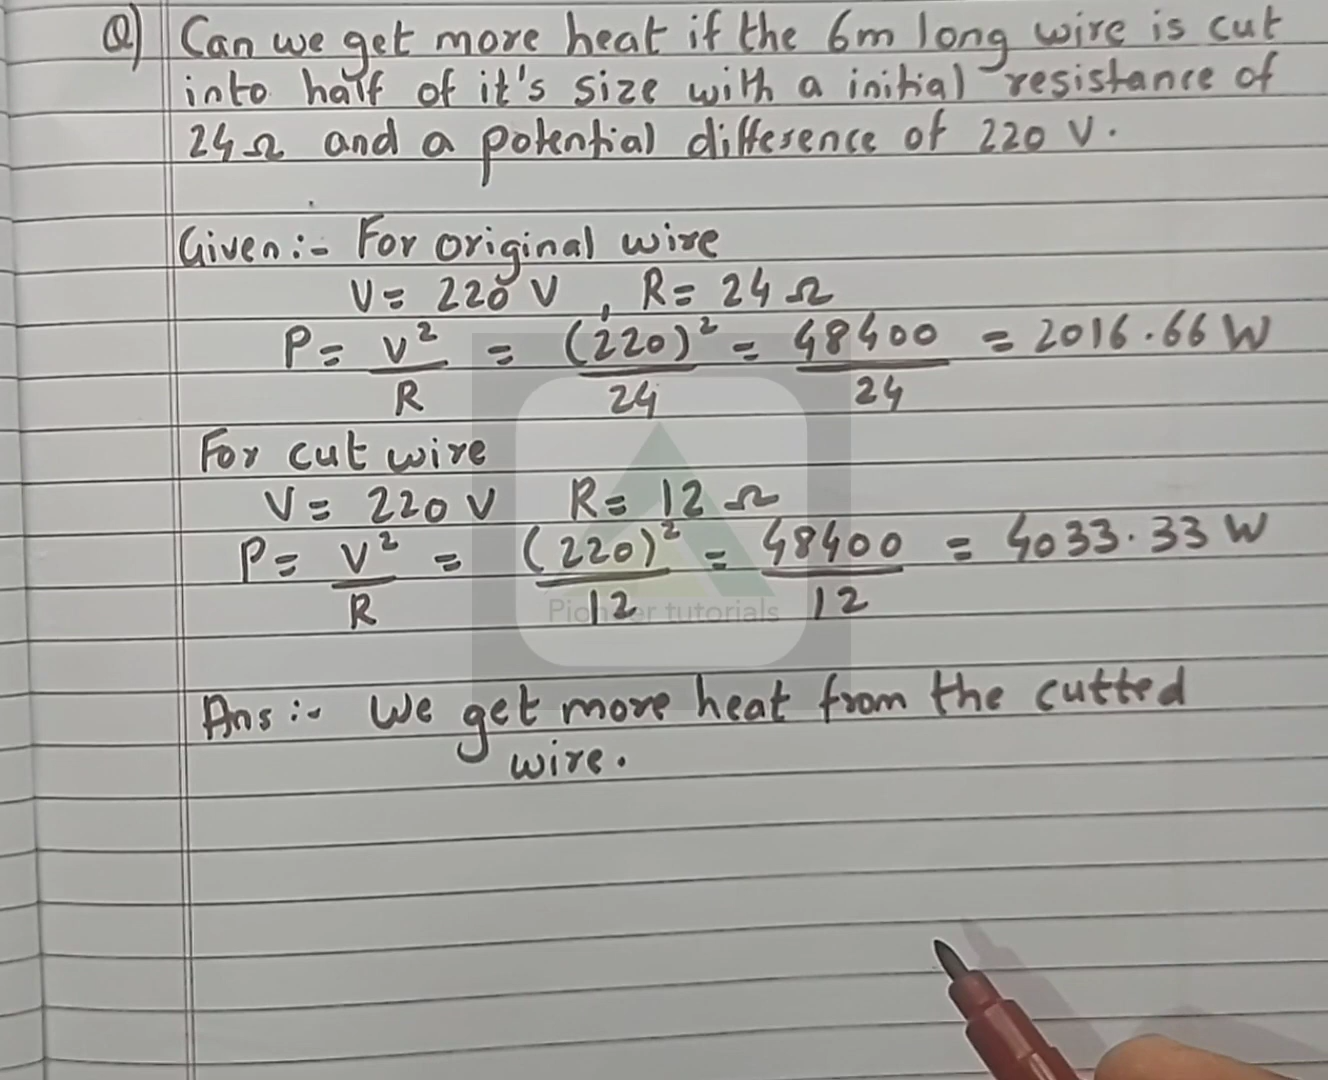 Q) Can we get more heat if the 6m long wire is cut
into half of it's size with a initial resistance of
24Ω and a potential difference of 220 V.
Given:- For original wire
V= 220 V , R= 24 Ω
P= V²/R = (220)²/24 = 48400/24 = 2016.66 W
For cut wire
V= 220 V R= 12 Ω
P= V²/R = (220)²/12 = 48400/12 = 4033.33 W
Pioneer tutorials
Ans:- We get more heat from the cutted
wire.